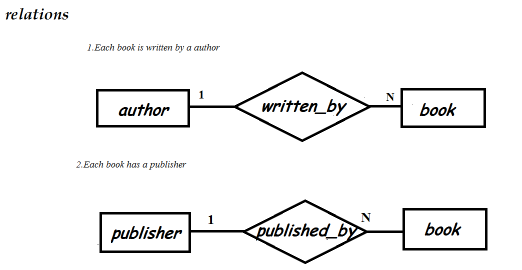 relations
1.Each book is written by a author
author 1 written_by N book
2.Each book has a publisher
publisher 1 published_by N book